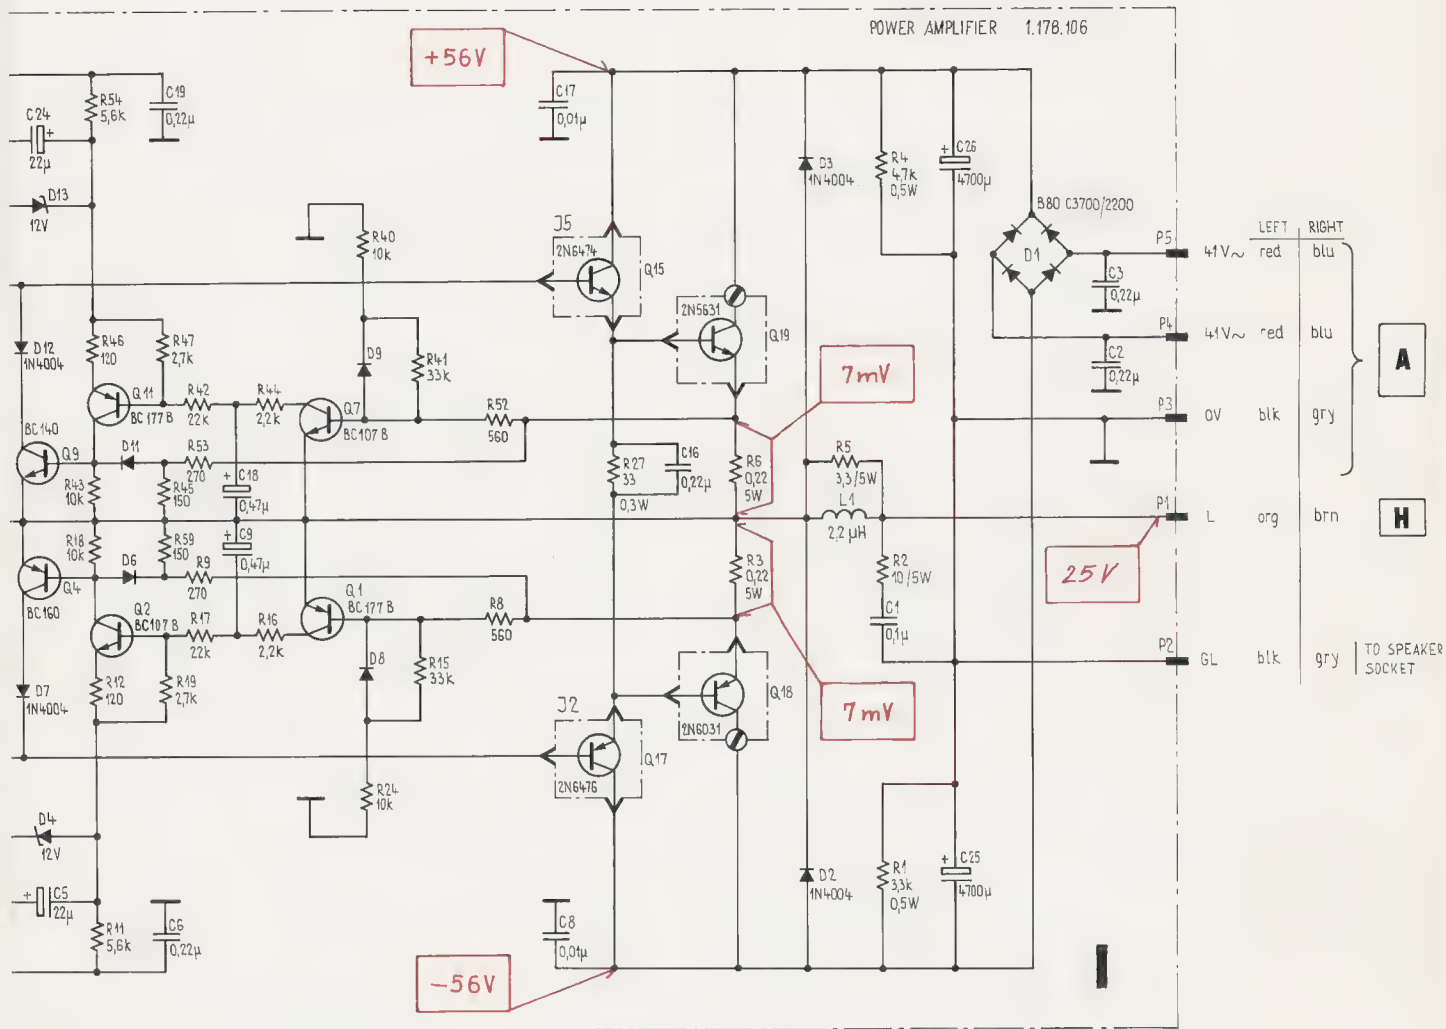 POWER AMPLIFIER 1.178.106
+56V
C19
0,22µ
R54
5,6k
C24
+
22µ
C17
0,01µ
D3
1N4004
R4
4,7k
0,5W
+
C26
4700µ
D13
12V
B80 C3700/2200
D1
LEFT RIGHT
P5 41V~ red blu
C3
0,22µ
P4 41V~ red blu
C2
0,22µ
A
P3 0V blk gry
R40
10k
J5
2N6474
Q15
2N5631
Q19
D12
1N4004
R46
120
R47
2,7k
D9
R41
33k
7mV
Q11
BC177B
R42
22k
R44
2,2k
Q7
BC107B
R52
560
BC140
Q9
D11
R53
270
R43
10k
R45
150
+
C18
0,47µ
R27
33
0,3W
C16
0,22µ
R6
0,22
5W
R5
3,3/5W
L1
2,2µH
P1 L org brn
H
R18
10k
D6
R59
150
R9
270
+
C9
0,47µ
R3
0,22
5W
R2
10/5W
25V
Q4
BC160
Q2
BC107B
R17
22k
R16
2,2k
Q1
BC177B
R8
560
C1
0,1µ
P2 GL blk gry
TO SPEAKER
SOCKET
D7
1N4004
R12
120
R19
2,7k
D8
R15
33k
J2
2N6476
Q17
Q18
2N6031
7mV
R24
10k
D4
12V
+
C5
22µ
R11
5,6k
C6
0,22µ
C8
0,01µ
D2
1N4004
R1
3,3k
0,5W
+
C25
4700µ
-56V
I